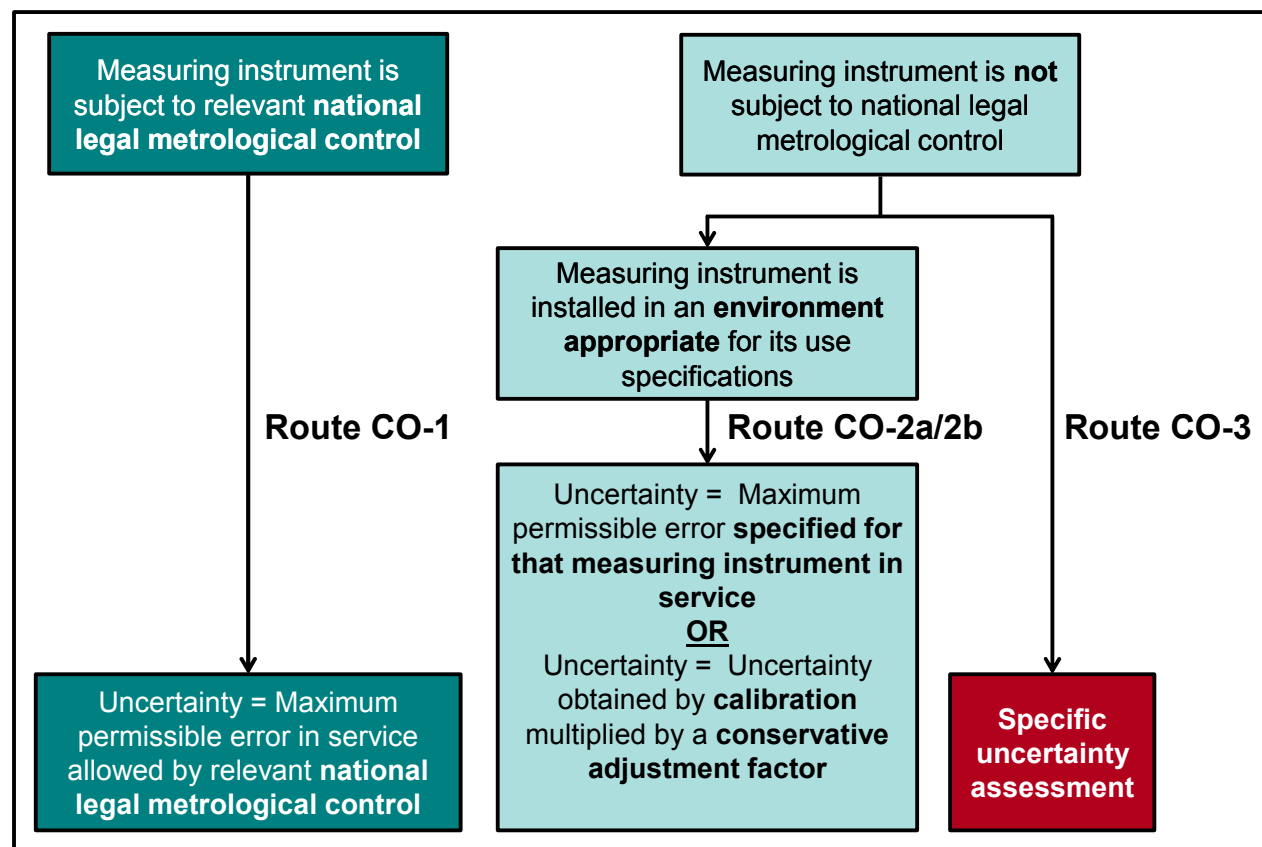 Measuring instrument is
subject to relevant national
legal metrological control
Measuring instrument is not
subject to national legal
metrological control
Measuring instrument is
installed in an environment
appropriate for its use
specifications
Route CO-1
Route CO-2a/2b
Route CO-3
Uncertainty = Maximum
permissible error specified for
that measuring instrument in
service
OR
Uncertainty = Uncertainty
obtained by calibration
multiplied by a conservative
adjustment factor
Uncertainty = Maximum
permissible error in service
allowed by relevant national
legal metrological control
Specific
uncertainty
assessment